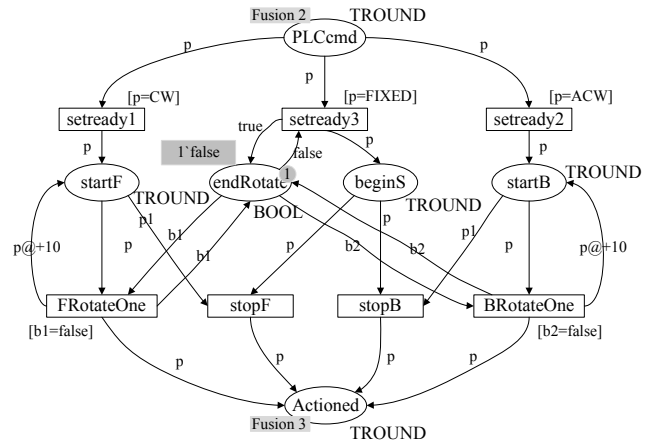 Fusion 2
TROUND
PLCcmd
p
p
p
[p=CW]
[p=FIXED]
[p=ACW]
setready1
setready3
setready2
p
true
false
p
p
1`false
startF
endRotate
1
beginS
startB
TROUND
TROUND
BOOL
TROUND
p@+10
p
p1
b1
b1
p
b2
p
b2
p1
p
p@+10
FRotateOne
stopF
stopB
BRotateOne
[b1=false]
[b2=false]
p
p
p
p
Actioned
Fusion 3
TROUND